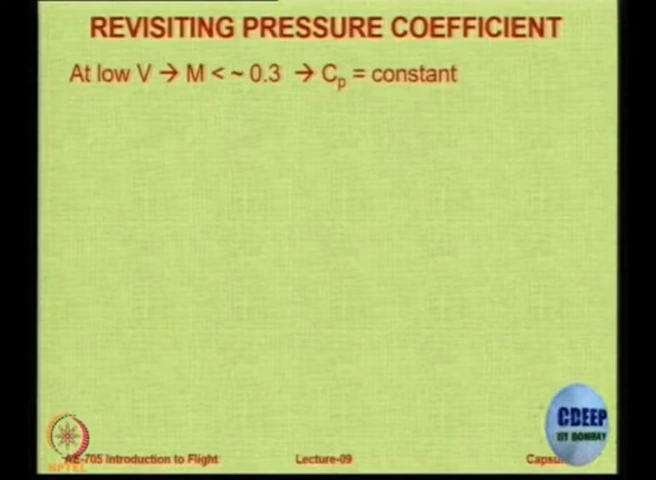 REVISITING PRESSURE COEFFICIENT
At low V → M < ~ 0.3 → Cp = constant
CDEEP
IIT BOMBAY
NPTEL
AE-705 Introduction to Flight
Lecture-09